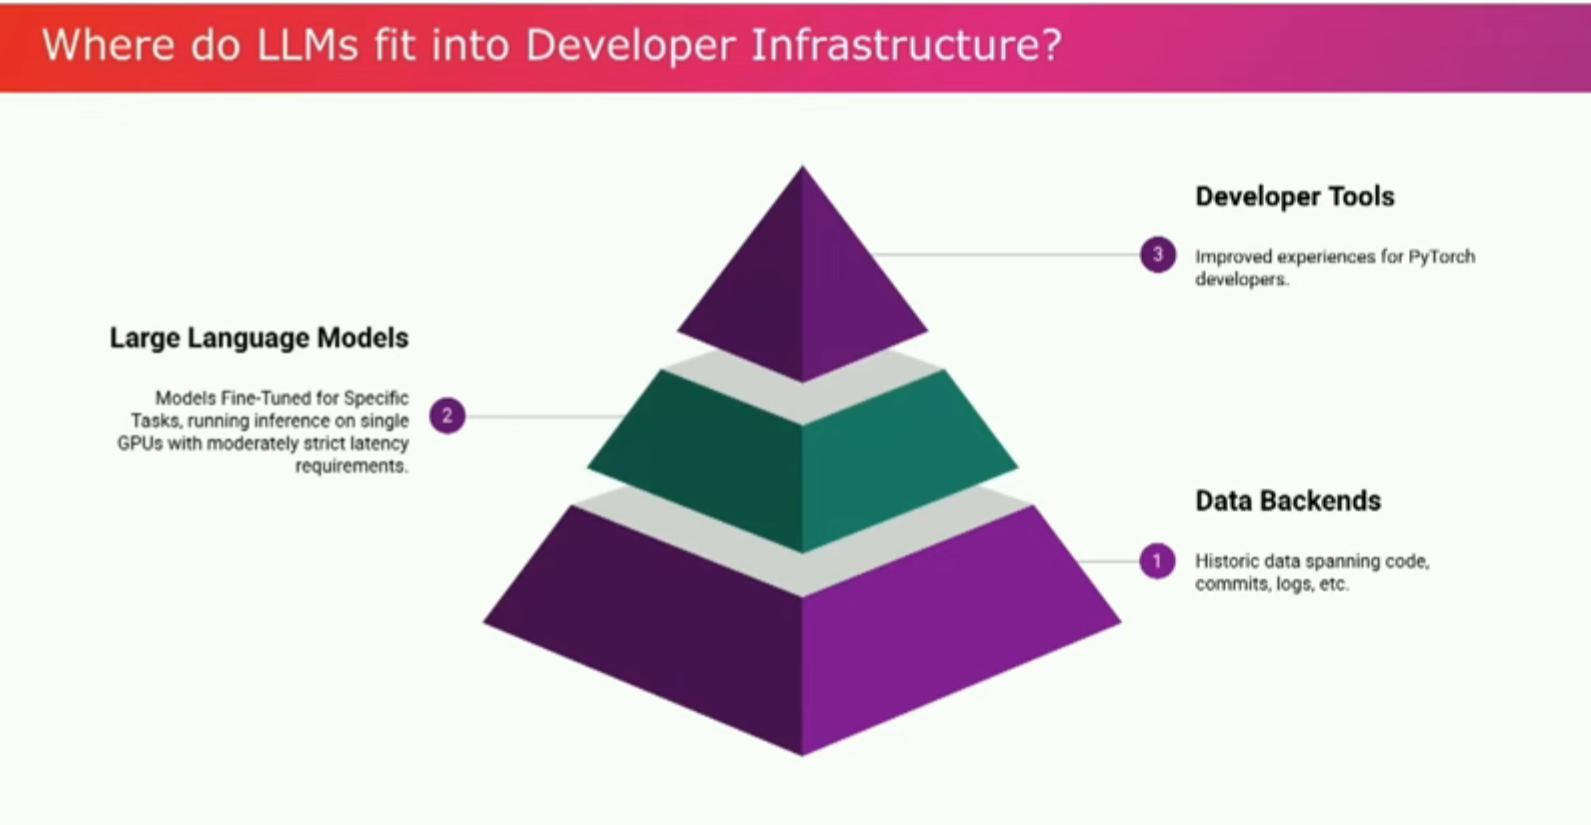 Where do LLMs fit into Developer Infrastructure?
Developer Tools
3
Improved experiences for PyTorch
developers.
Large Language Models
Models Fine-Tuned for Specific
Tasks, running inference on single
GPUs with moderately strict latency
requirements.
2
Data Backends
1
Historic data spanning code,
commits, logs, etc.